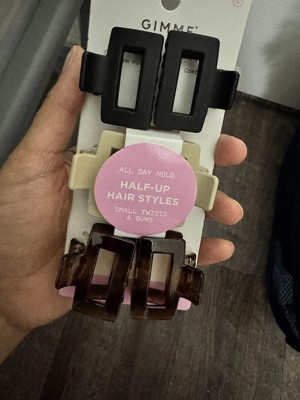 GIMME
ALL DAY HOLD
HALF-UP
HAIR STYLES
SMALL TWISTS
& BUNS